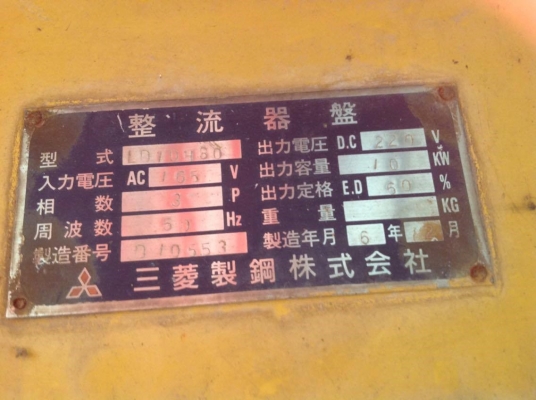 整流器盤
型式
入力電圧 AC V
相数 3 P
周波数 Hz
製造番号
出力電圧 D.C 220 V
出力容量 10 KW
出力定格 E.D 60 %
重量 KG
製造年月 6 年 月
三菱製鋼株式会社